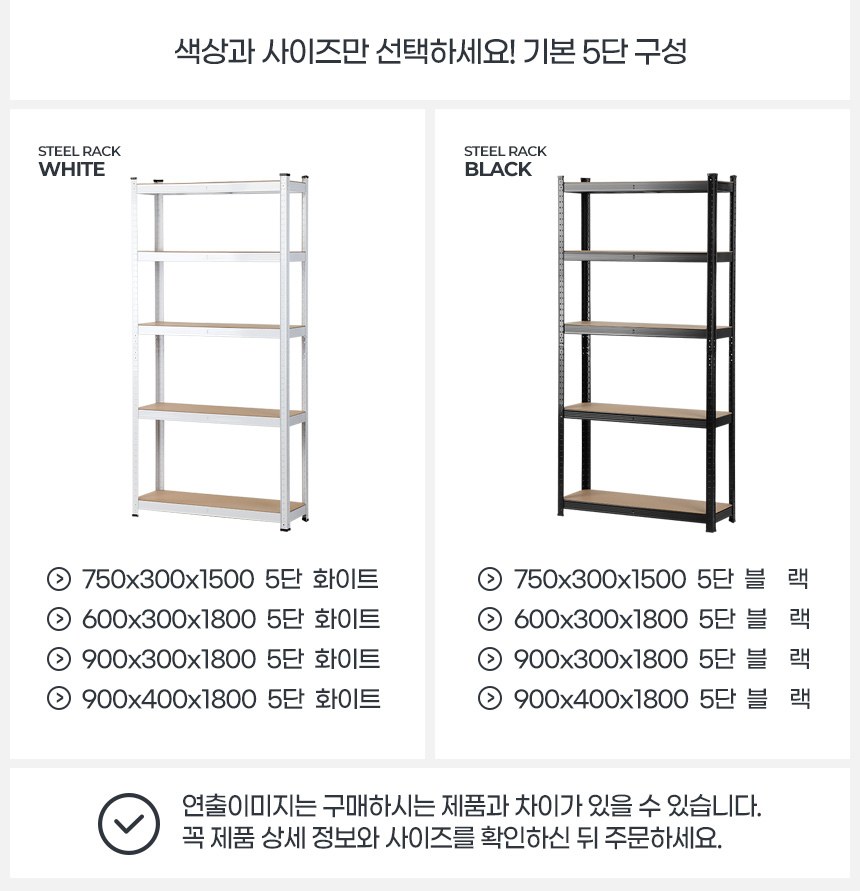 색상과 사이즈만 선택하세요! 기본 5단 구성
STEEL RACK
WHITE
750x300x1500 5단 화이트
600x300x1800 5단 화이트
900x300x1800 5단 화이트
900x400x1800 5단 화이트
STEEL RACK
BLACK
750x300x1500 5단 블 랙
600x300x1800 5단 블 랙
900x300x1800 5단 블 랙
900x400x1800 5단 블 랙
연출이미지는 구매하시는 제품과 차이가 있을 수 있습니다.
꼭 제품 상세 정보와 사이즈를 확인하신 뒤 주문하세요.